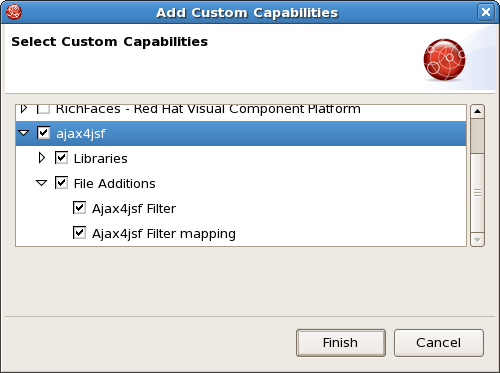 Add Custom Capabilities
Select Custom Capabilities
RichFaces - Red Hat Visual Component Platform
ajax4jsf
Libraries
File Additions
Ajax4jsf Filter
Ajax4jsf Filter mapping
Finish
Cancel